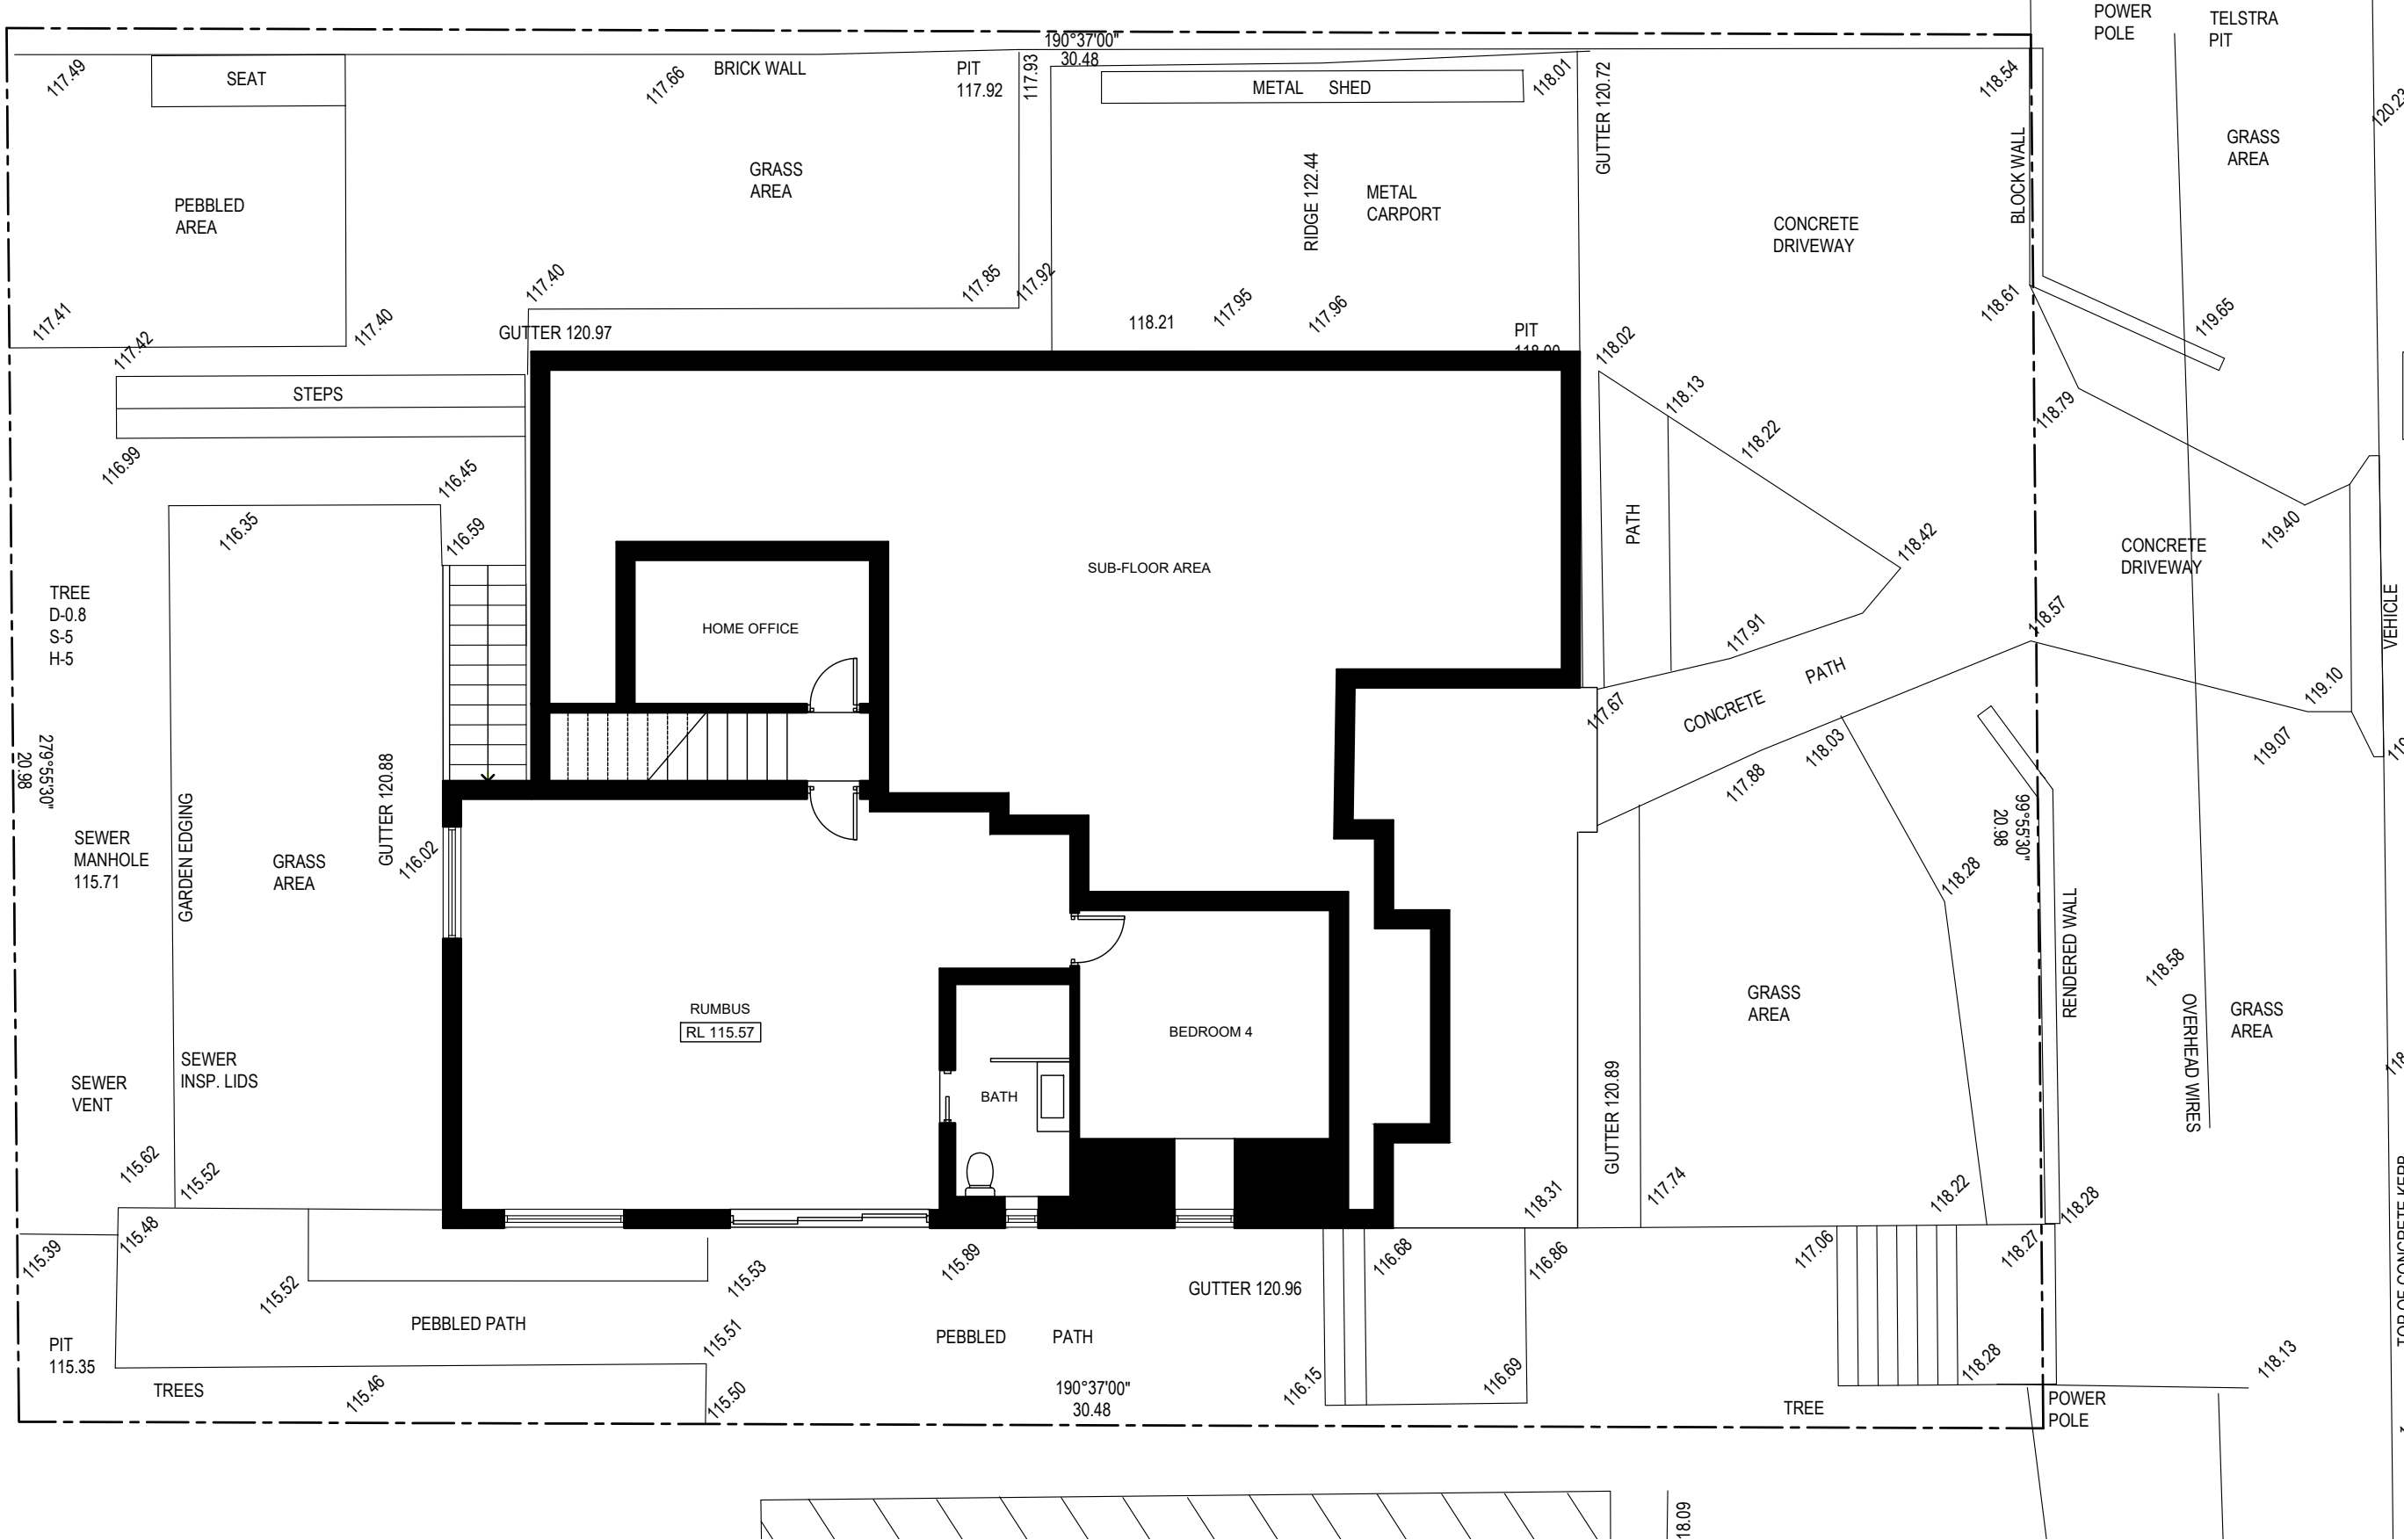 POWER
POLE
TELSTRA
PIT
190°37'00"
30.48
117.49
SEAT
117.66
BRICK WALL
PIT
117.92
117.93
METAL SHED
118.01
GUTTER 120.72
118.54
120.23
GRASS
AREA
BLOCK WALL
GRASS
AREA
RIDGE 122.44
METAL
CARPORT
PEBBLED
AREA
CONCRETE
DRIVEWAY
117.40
117.85
117.92
117.41
117.42
117.40
GUTTER 120.97
118.21
117.95
117.96
PIT
118.00
118.02
118.61
119.65
STEPS
118.13
118.22
118.79
116.99
116.45
116.35
116.59
PATH
118.42
119.40
CONCRETE
DRIVEWAY
SUB-FLOOR AREA
TREE
D-0.8
S-5
H-5
HOME OFFICE
117.91
118.57
VEHICLE
CONCRETE PATH
117.67
119.10
279°55'30"
20.98
118.03
119.07
117.88
GUTTER 120.88
GARDEN EDGING
SEWER
MANHOLE
115.71
GRASS
AREA
116.02
99°55'30"
20.98
118.28
RENDERED WALL
118.58
GRASS
AREA
OVERHEAD WIRES
GRASS
AREA
RUMBUS
RL 115.57
BEDROOM 4
BATH
SEWER
INSP. LIDS
SEWER
VENT
GUTTER 120.89
115.62
115.52
118.31
117.74
118.22
118.28
115.39
115.48
115.52
115.53
115.89
116.68
116.86
117.06
118.27
GUTTER 120.96
PEBBLED PATH
115.51
PEBBLED PATH
PIT
115.35
TREES
115.46
115.50
190°37'00"
30.48
116.15
116.69
118.28
118.13
TREE
POWER
POLE
TOP OF CONCRETE KERB
18.09